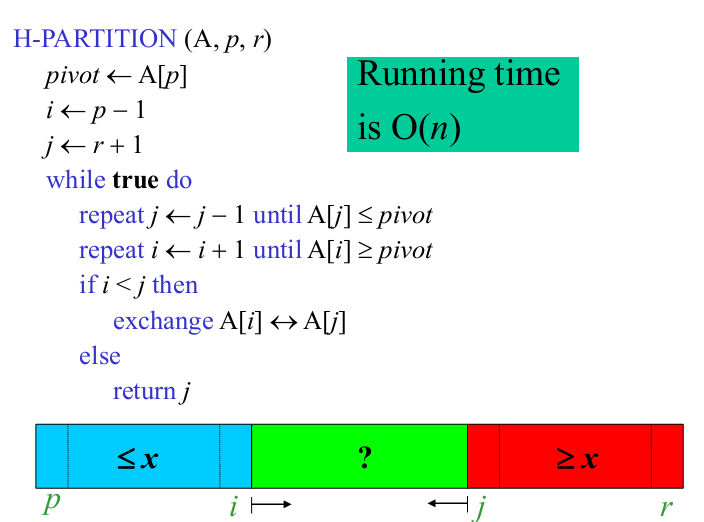 H-PARTITION (A, p, r)
pivot ← A[p]
i ← p – 1
j ← r + 1
while true do
repeat j ← j – 1 until A[j] ≤ pivot
repeat i ← i + 1 until A[i] ≥ pivot
if i < j then
exchange A[i] ↔ A[j]
else
return j
Running time
is O(n)
≤ x ? ≥ x
p i j r